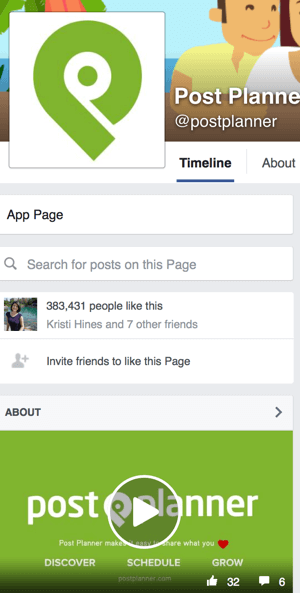 Post Planne
@postplanner
Timeline About
App Page
Search for posts on this Page
383,431 people like this
Kristi Hines and 7 other friends
Invite friends to like this Page
ABOUT
post planner
Post Planner makes it easy to share what you
DISCOVER SCHEDULE GROW
postplanner.com
32 6